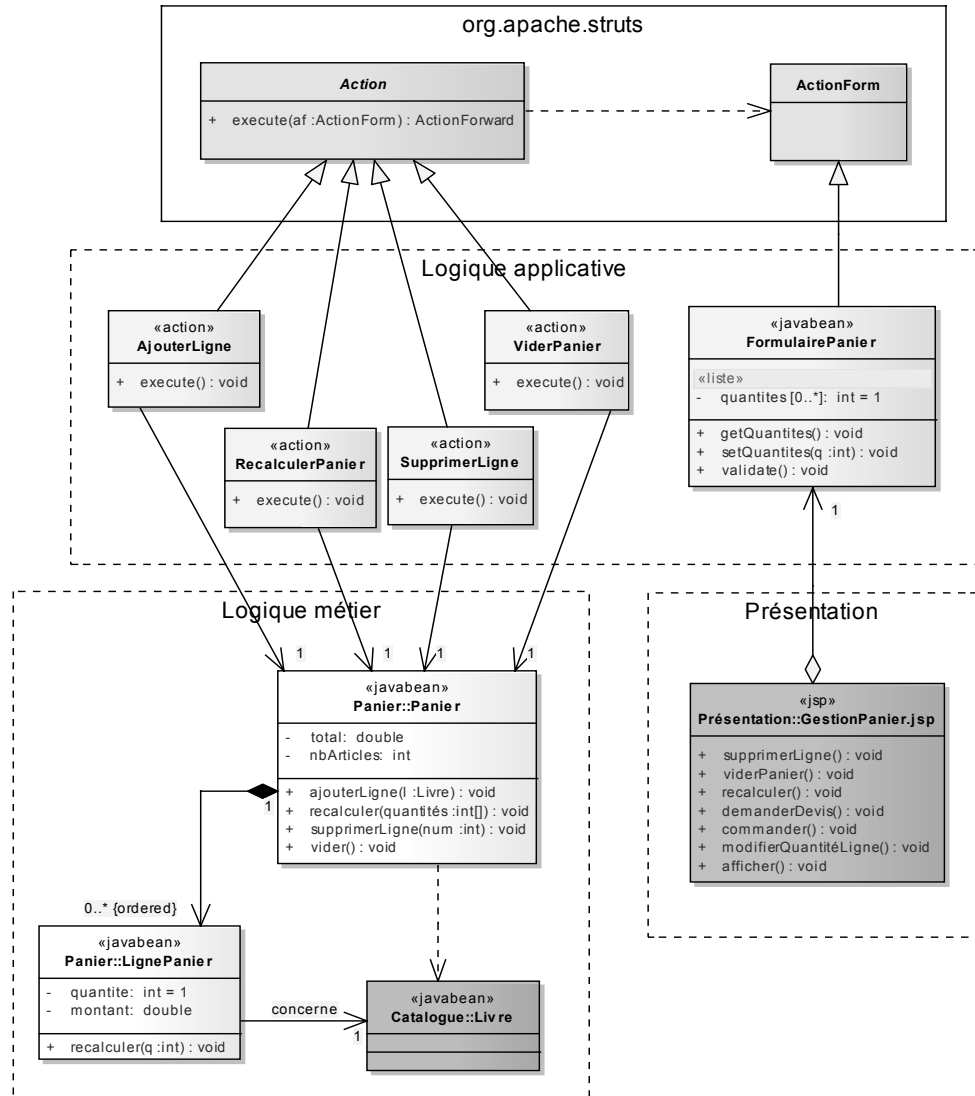 org.apache.struts
Action
+ execute(af :ActionForm) : ActionForward
ActionForm
Logique applicative
«action»
AjouterLigne
+ execute() : void
«action»
ViderPanier
+ execute() : void
«javabean»
FormulairePanier
«liste»
- quantites [0..*]: int = 1
+ getQuantites() : void
+ setQuantites(q :int) : void
+ validate() : void
«action»
RecalculerPanier
+ execute() : void
«action»
SupprimerLigne
+ execute() : void
1
Logique métier
Présentation
1
1
1
1
«javabean»
Panier::Panier
- total: double
- nbArticles: int
+ ajouterLigne(l :Livre) : void
+ recalculer(quantités :int[]) : void
+ supprimerLigne(num :int) : void
+ vider() : void
«jsp»
Présentation::GestionPanier.jsp
+ supprimerLigne() : void
+ viderPanier() : void
+ recalculer() : void
+ demanderDevis() : void
+ commander() : void
+ modifierQuantitéLigne() : void
+ afficher() : void
1
0..* {ordered}
«javabean»
Panier::LignePanier
- quantite: int = 1
- montant: double
+ recalculer(q :int) : void
concerne
1
«javabean»
Catalogue::Livre